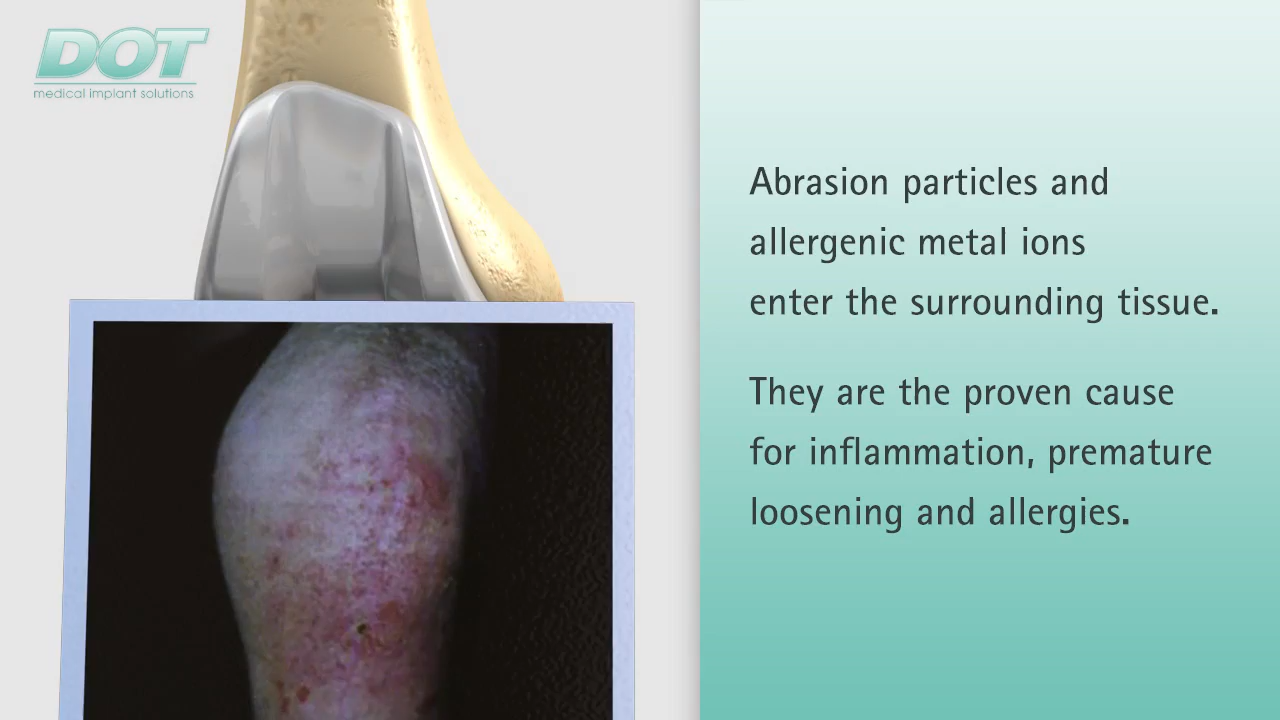 DOT
medical implant solutions
Abrasion particles and
allergenic metal ions
enter the surrounding tissue.
They are the proven cause
for inflammation, premature
loosening and allergies.